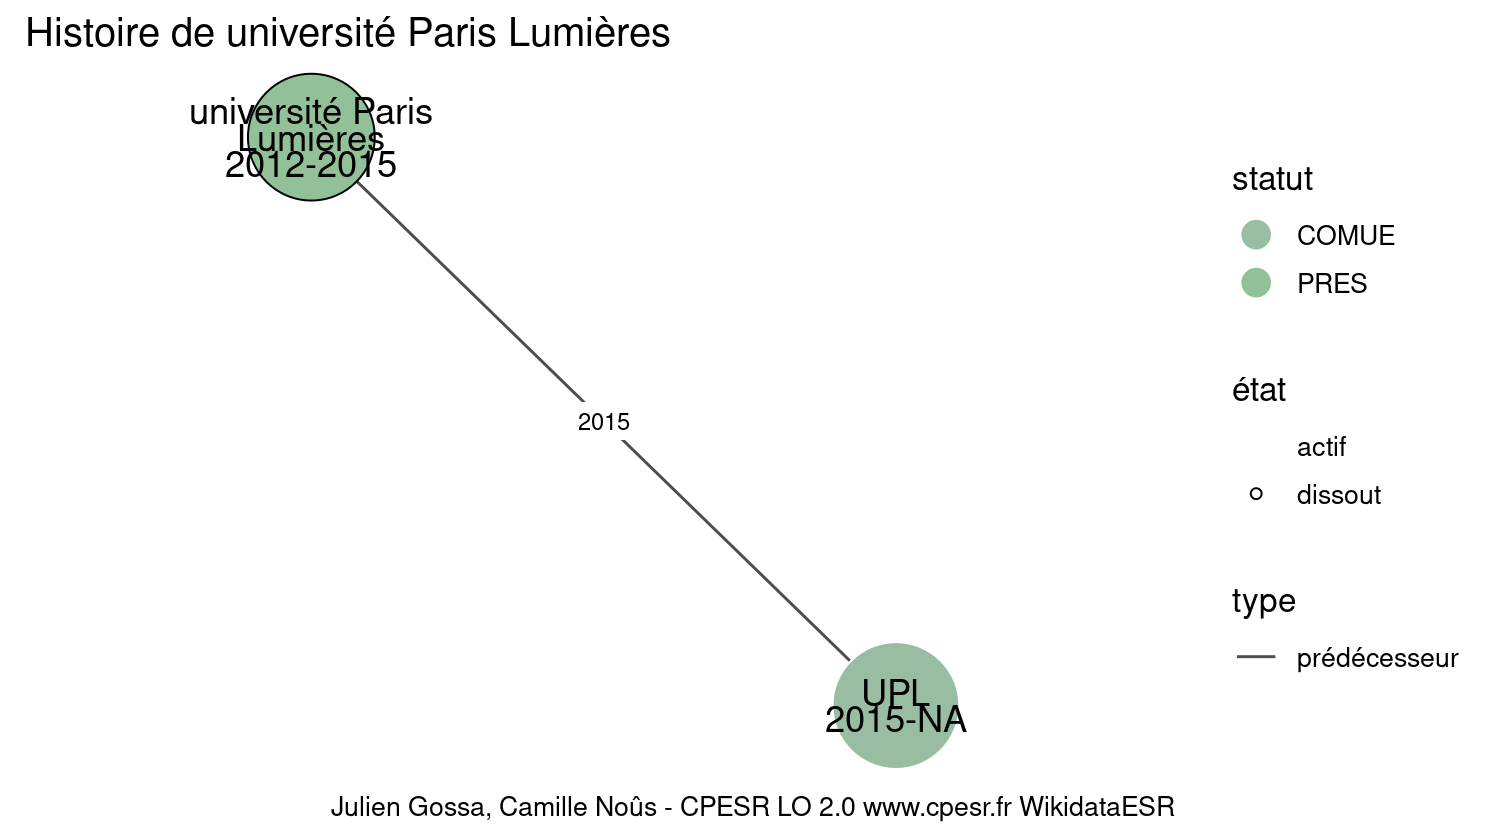 Histoire de université Paris Lumières
université Paris
Lumières
2012-2015
2015
UPL
2015-NA
statut
COMUE
PRES
état
actif
dissout
type
prédécesseur
Julien Gossa, Camille Noûs - CPESR LO 2.0 www.cpesr.fr WikidataESR